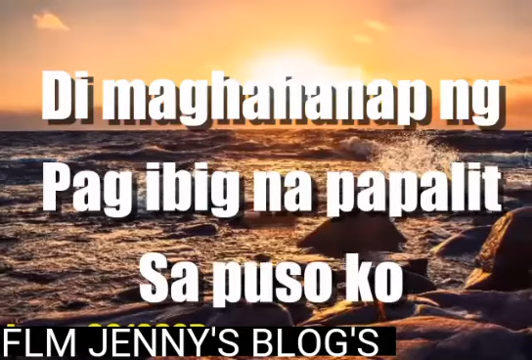 Di maghahanap ng
Pag ibig na papalit
Sa puso ko
FLM JENNY'S BLOG'S